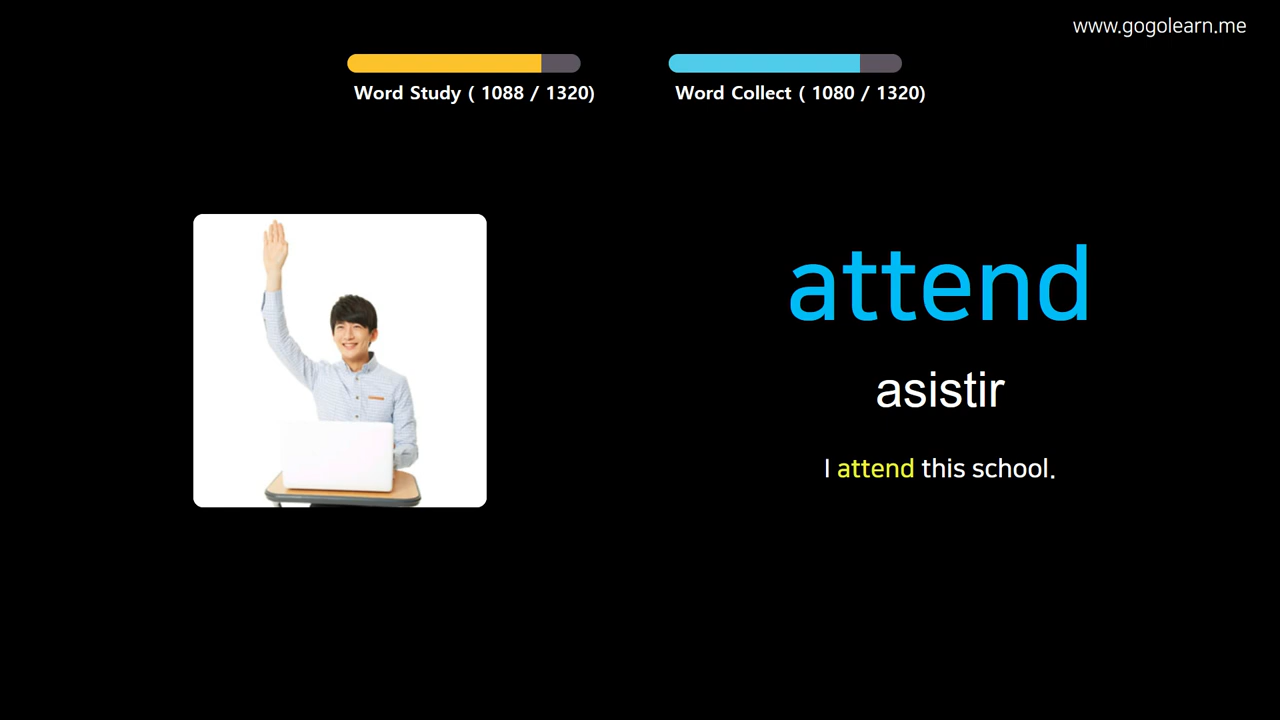 www.gogolearn.me
Word Study ( 1088 / 1320)
Word Collect ( 1080 / 1320)
attend
asistir
I attend this school.